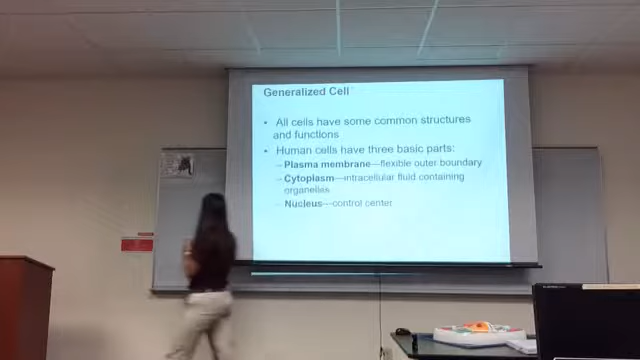 Generalized Cell
• All cells have some common structures
and functions
• Human cells have three basic parts:
– Plasma membrane—flexible outer boundary
– Cytoplasm—intracellular fluid containing
organelles
– Nucleus—control center